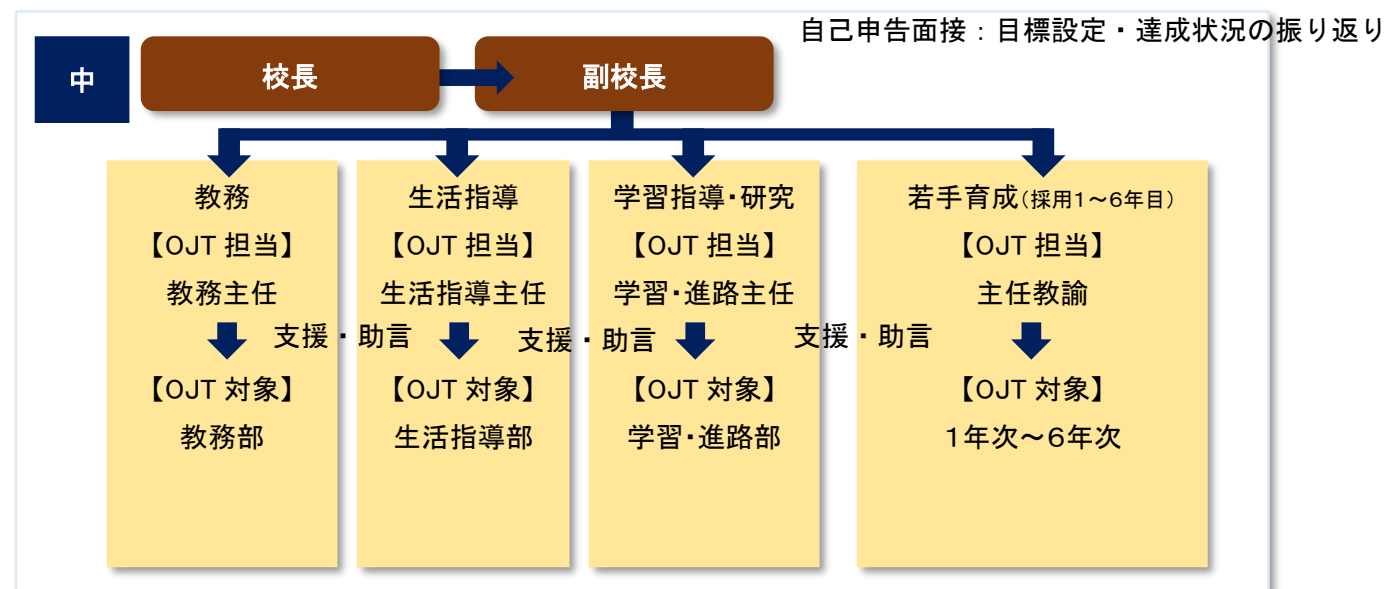 自己申告面接：目標設定・達成状況の振り返り
中
校長
副校長
教務
【OJT 担当】
教務主任
支援・助言
【OJT 対象】
教務部
生活指導
【OJT 担当】
生活指導主任
支援・助言
【OJT 対象】
生活指導部
学習指導・研究
【OJT 担当】
学習・進路主任
支援・助言
【OJT 対象】
学習・進路部
若手育成（採用１～６年目）
【OJT 担当】
主任教諭
【OJT 対象】
１年次～６年次